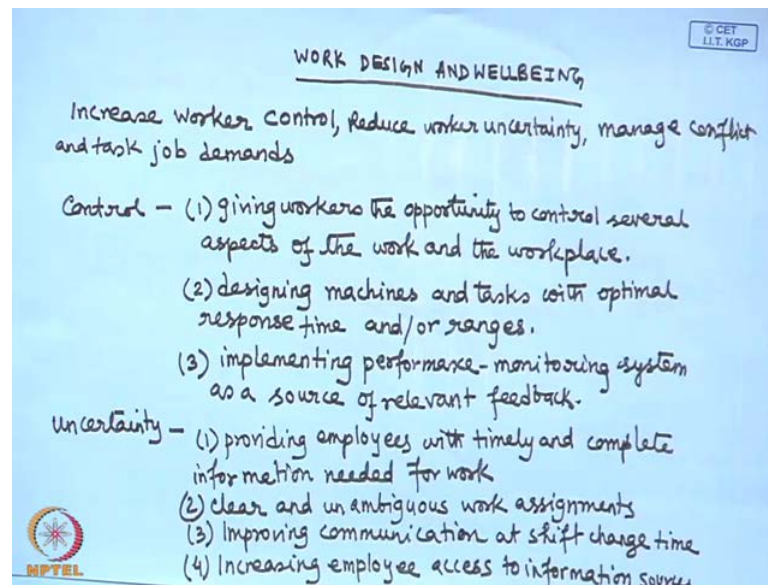 © CET
I.I.T. KGP
WORK DESIGN AND WELLBEING
Increase worker control, Reduce worker uncertainty, manage conflict
and task job demands
Control – (1) giving workers the opportunity to control several
aspects of the work and the workplace.
(2) designing machines and tasks with optimal
response time and/or ranges.
(3) implementing performance-monitoring system
as a source of relevant feedback.
Uncertainty – (1) providing employees with timely and complete
information needed for work
(2) clear and unambiguous work assignments
(3) Improving communication at shift change time
(4) Increasing employee access to information sources
NPTEL